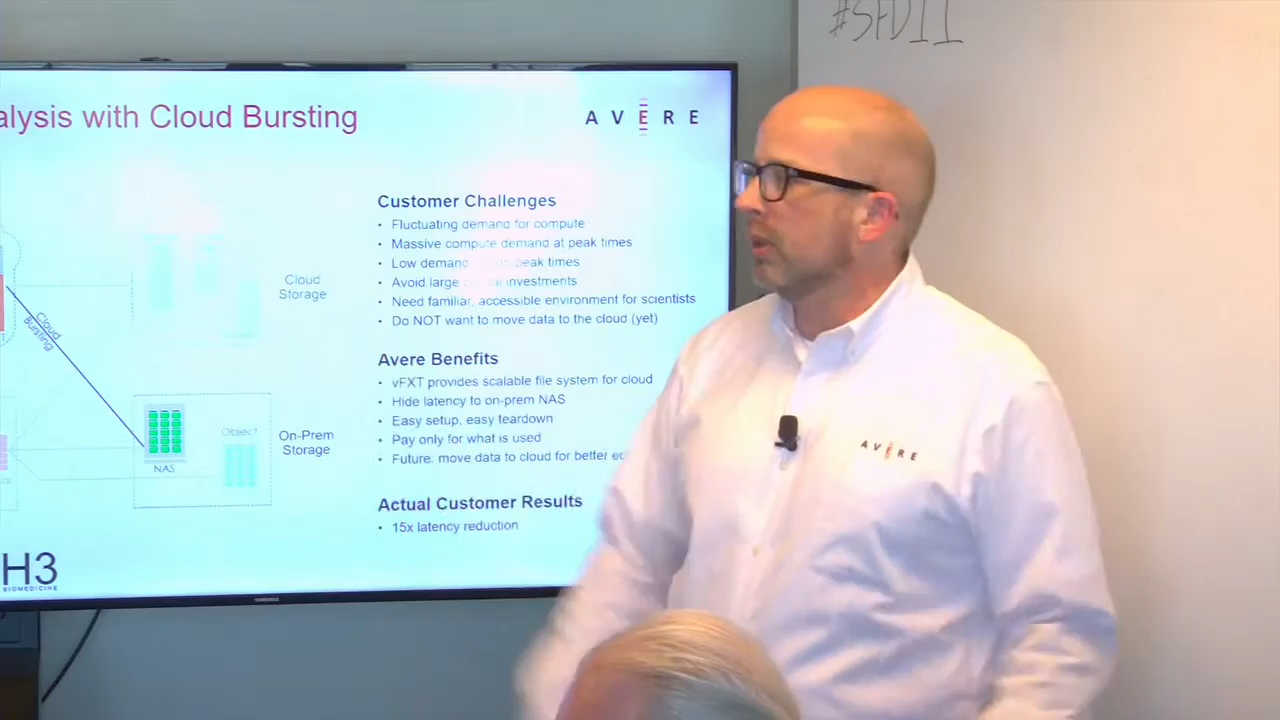 #SFD11
alysis with Cloud Bursting
AVERE
Customer Challenges
• Fluctuating demand for compute
• Massive compute demand at peak times
• Low demand peak times
• Avoid large investments
• Need familiar, accessible environment for scientists
• Do NOT want to move data to the cloud (yet)
Cloud
Storage
Cloud
Bursting
Avere Benefits
• vFXT provides scalable file system for cloud
• Hide latency to on-prem NAS
• Easy setup, easy teardown
• Pay only for what is used
• Future: move data to cloud for better
Object
On-Prem
Storage
NAS
Actual Customer Results
• 15x latency reduction
H3
BIOMEDICINE
SAMSUNG
AVERE